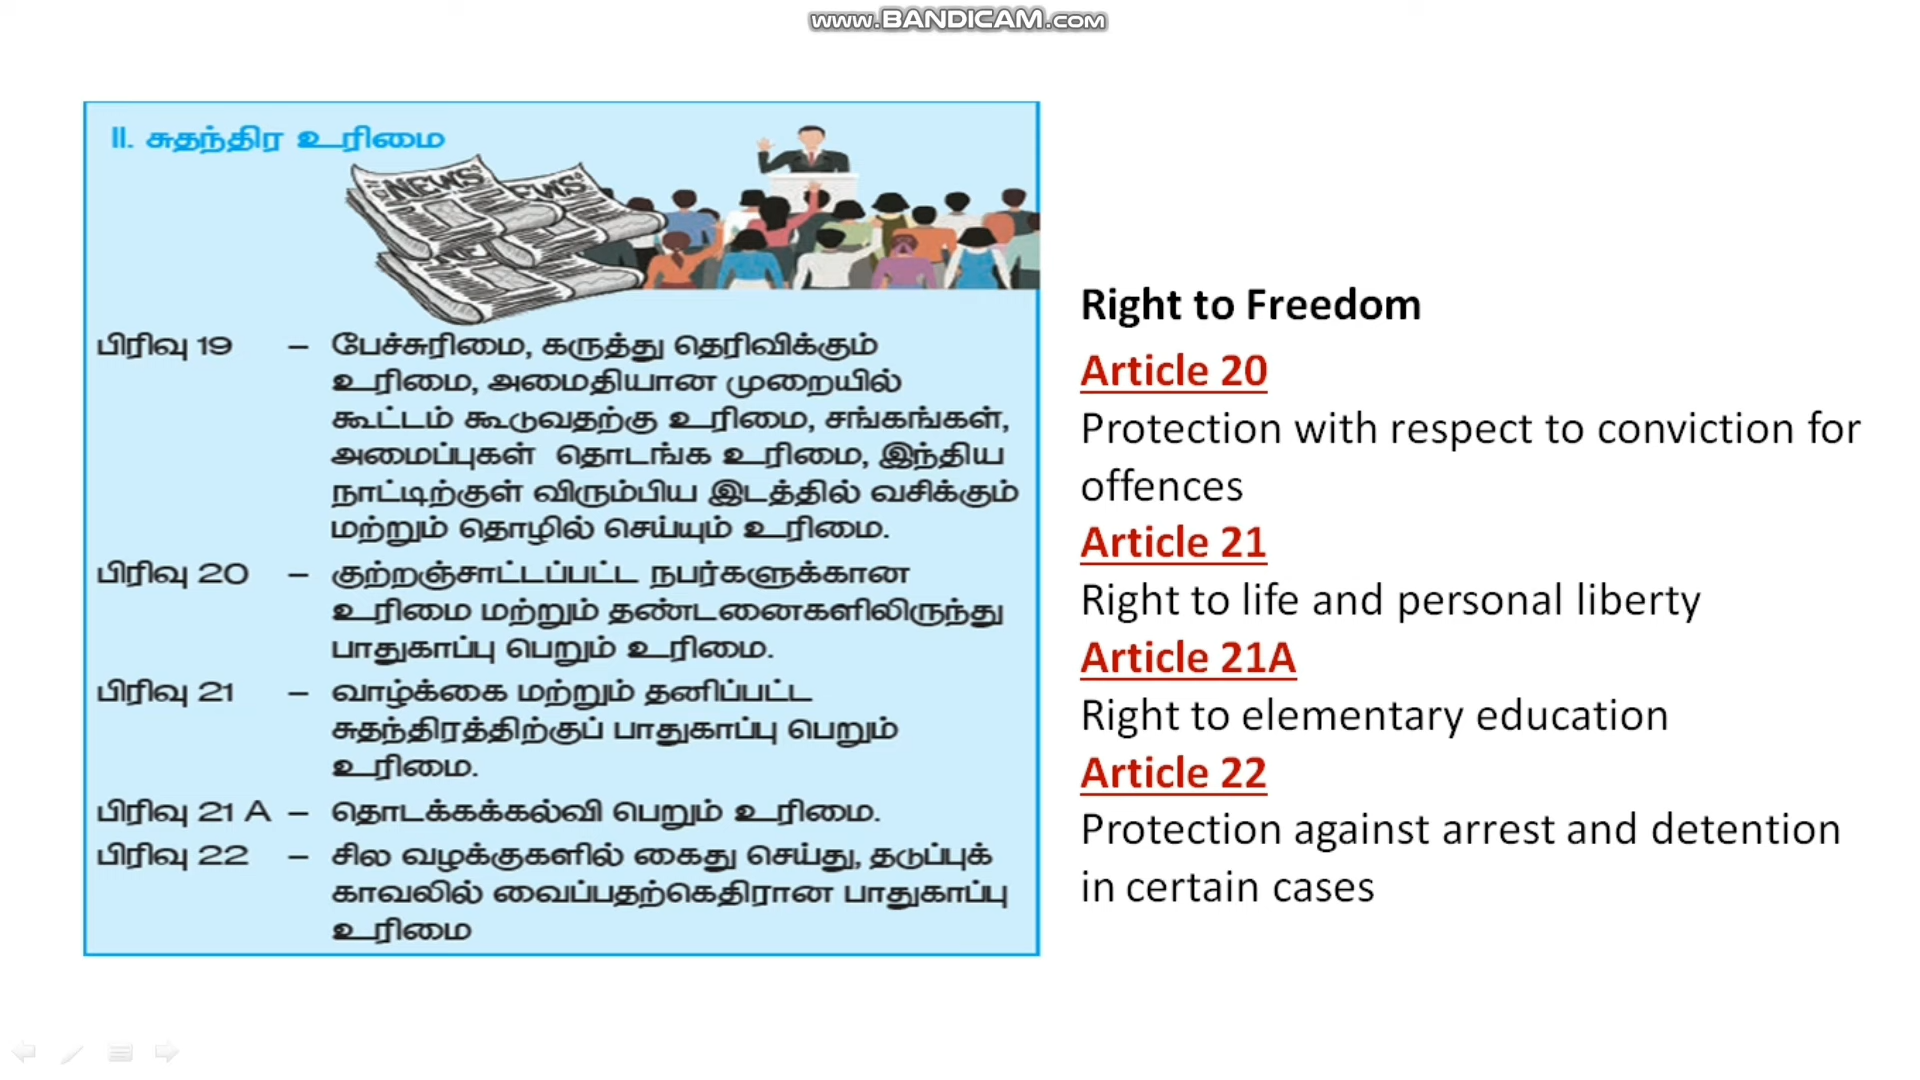 www.BANDICAM.com
II. சுதந்திர உரிமை
NEWS
NEWS
பிரிவு 19 – பேச்சுரிமை, கருத்து தெரிவிக்கும்
உரிமை, அமைதியான முறையில்
கூட்டம் கூடுவதற்கு உரிமை, சங்கங்கள்,
அமைப்புகள் தொடங்க உரிமை, இந்திய
நாட்டிற்குள் விரும்பிய இடத்தில் வசிக்கும்
மற்றும் தொழில் செய்யும் உரிமை.
பிரிவு 20 – குற்றஞ்சாட்டப்பட்ட நபர்களுக்கான
உரிமை மற்றும் தண்டனைகளிலிருந்து
பாதுகாப்பு பெறும் உரிமை.
பிரிவு 21 – வாழ்க்கை மற்றும் தனிப்பட்ட
சுதந்திரத்திற்குப் பாதுகாப்பு பெறும்
உரிமை.
பிரிவு 21 A – தொடக்கக்கல்வி பெறும் உரிமை.
பிரிவு 22 – சில வழக்குகளில் கைது செய்து, தடுப்புக்
காவலில் வைப்பதற்கெதிரான பாதுகாப்பு
உரிமை
Right to Freedom
Article 20
Protection with respect to conviction for
offences
Article 21
Right to life and personal liberty
Article 21A
Right to elementary education
Article 22
Protection against arrest and detention
in certain cases